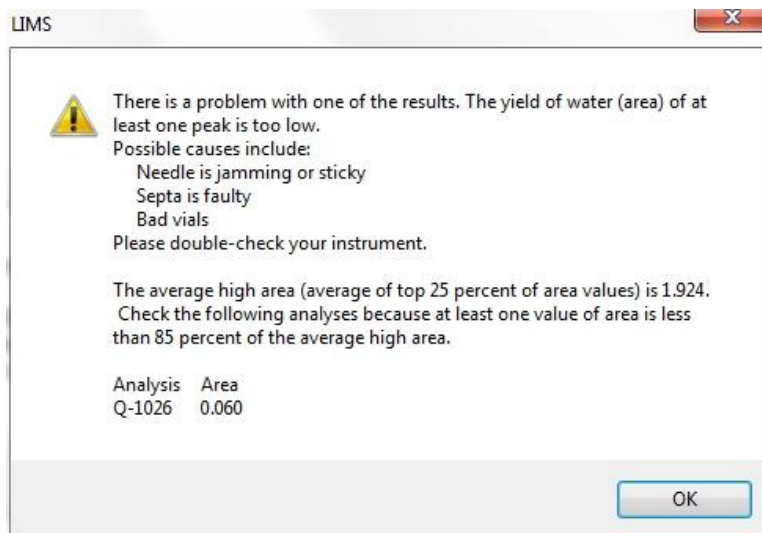 LIMS
There is a problem with one of the results. The yield of water (area) of at
least one peak is too low.
Possible causes include:
Needle is jamming or sticky
Septa is faulty
Bad vials
Please double-check your instrument.
The average high area (average of top 25 percent of area values) is 1.924.
Check the following analyses because at least one value of area is less
than 85 percent of the average high area.
Analysis Area
Q-1026 0.060
OK